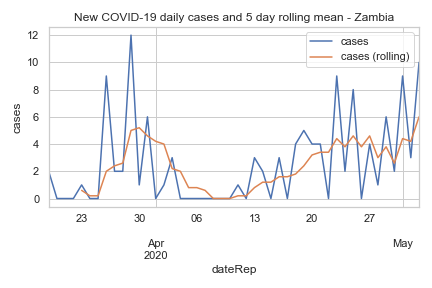 New COVID-19 daily cases and 5 day rolling mean - Zambia
cases
cases (rolling)
12
10
8
6
4
2
0
cases
23
30
06
13
20
27
Apr
2020
May
dateRep